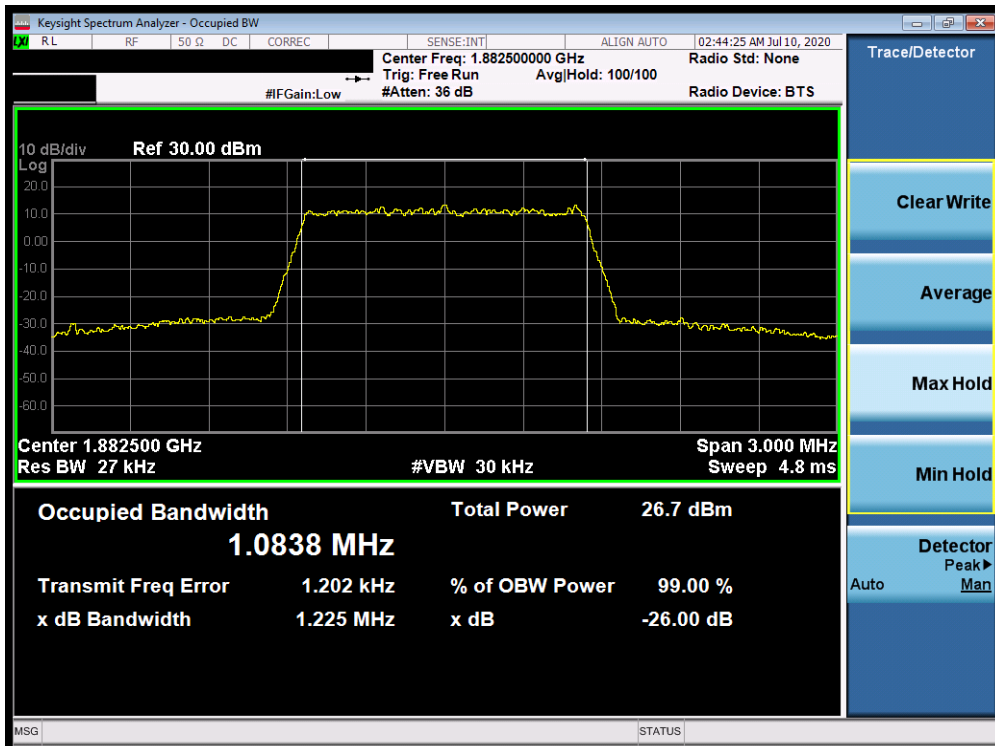 Keysight Spectrum Analyzer - Occupied BW
LXI RL RF 50 Ω DC CORREC SENSE:INT ALIGN AUTO 02:44:25 AM Jul 10, 2020
Center Freq: 1.882500000 GHz Radio Std: None
Trig: Free Run Avg|Hold: 100/100
#IFGain:Low #Atten: 36 dB Radio Device: BTS
10 dB/div Ref 30.00 dBm
Log
20.0
10.0
0.00
-10.0
-20.0
-30.0
-40.0
-50.0
-60.0
Center 1.882500 GHz Span 3.000 MHz
Res BW 27 kHz #VBW 30 kHz Sweep 4.8 ms
Occupied Bandwidth Total Power 26.7 dBm
1.0838 MHz
Transmit Freq Error 1.202 kHz % of OBW Power 99.00 %
x dB Bandwidth 1.225 MHz x dB -26.00 dB
MSG STATUS
Trace/Detector
Clear Write
Average
Max Hold
Min Hold
Detector
Peak▶
Auto Man